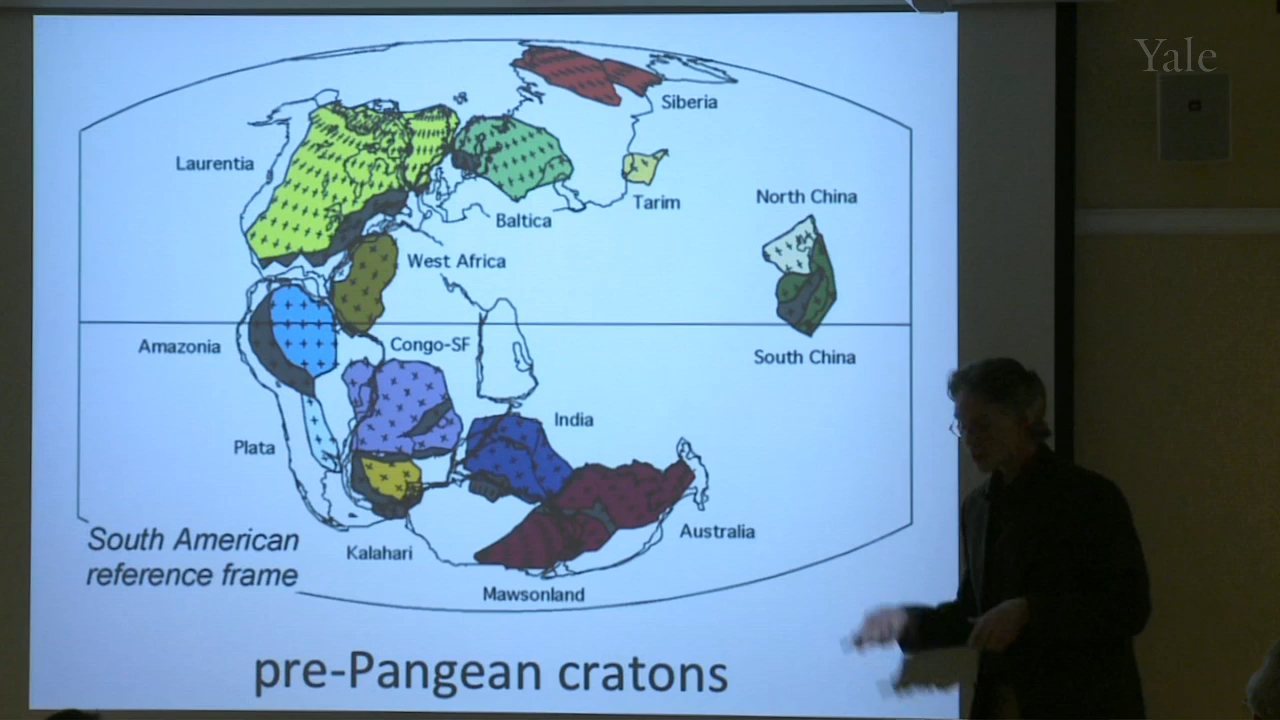 Yale
Siberia
Laurentia
Tarim
North China
Baltica
West Africa
Amazonia
Congo-SF
South China
India
Plata
Australia
South American
reference frame
Kalahari
Mawsonland
pre-Pangean cratons